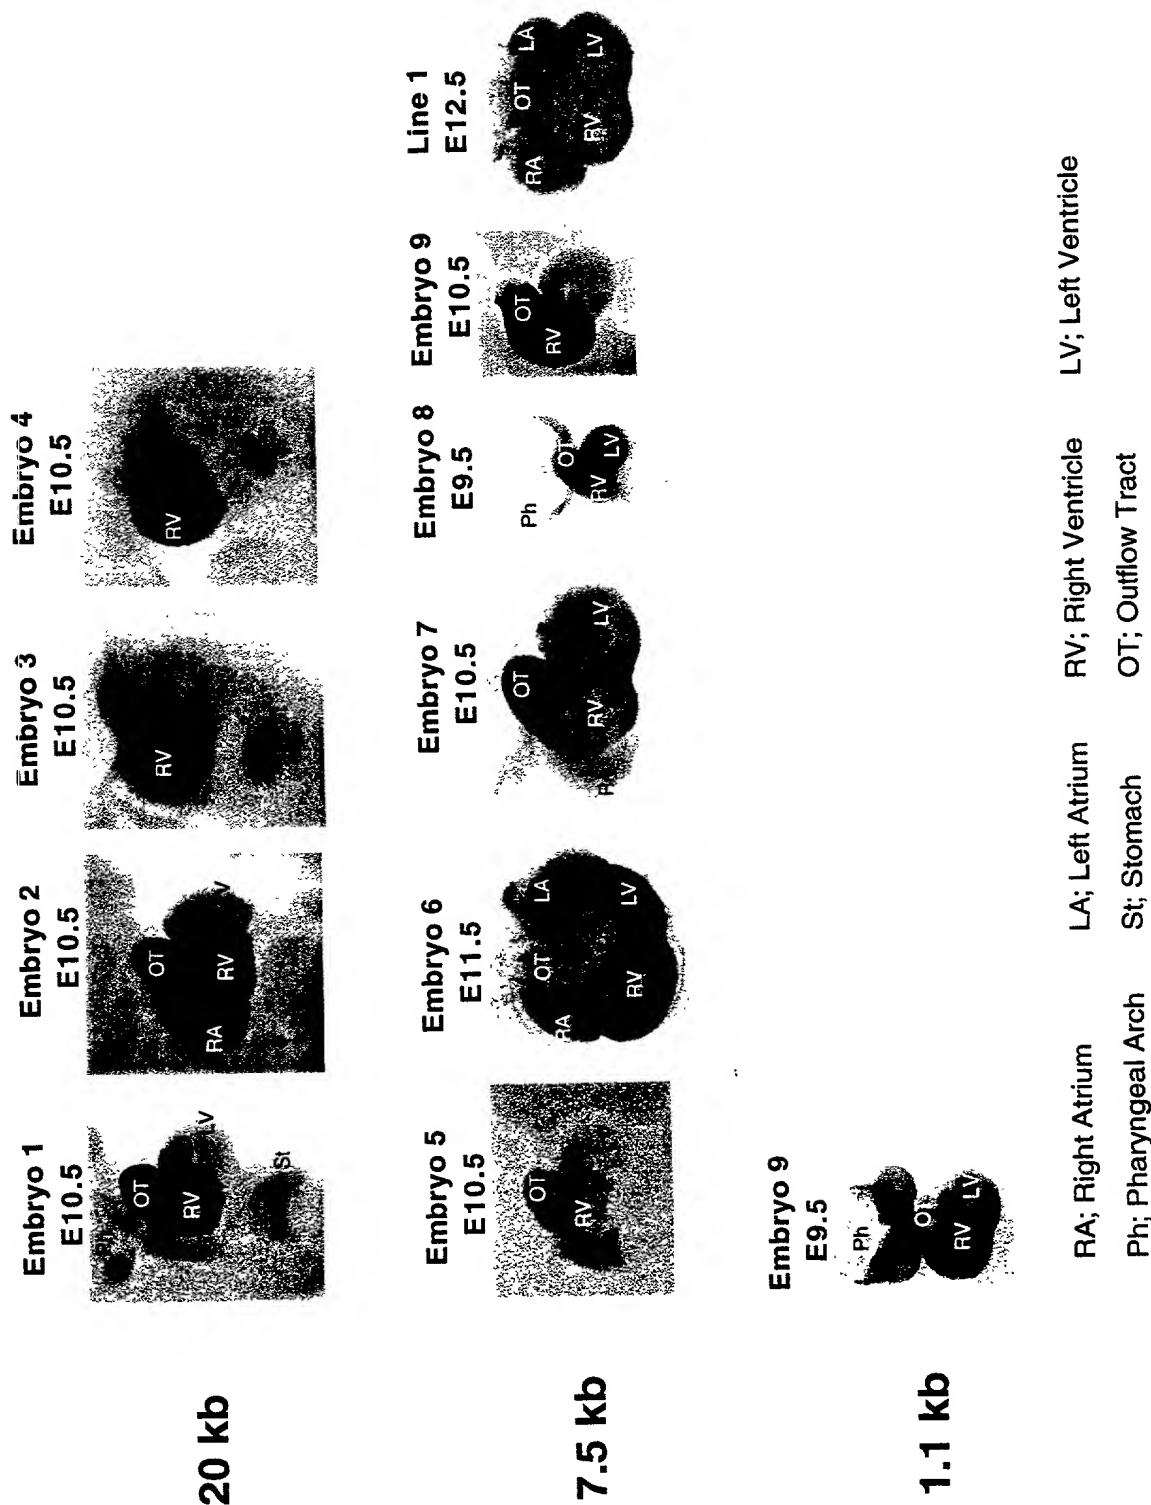 20 kb
Embryo 1
E10.5
Ph
OT
RV
LV
St
Embryo 2
E10.5
OT
RA
RV
Embryo 3
E10.5
RV
Embryo 4
E10.5
RV
7.5 kb
Embryo 5
E10.5
OT
RV
Embryo 6
E11.5
LA
OT
RA
LV
RV
Embryo 7
E10.5
OT
LV
RV
Embryo 8
E9.5
Ph
OT
RV
LV
Embryo 9
E10.5
OT
RV
Line 1
E12.5
LA
OT
RA
LV
RV
1.1 kb
Embryo 9
E9.5
Ph
OT
RV
LV
RA; Right Atrium LA; Left Atrium RV; Right Ventricle LV; Left Ventricle
Ph; Pharyngeal Arch St; Stomach OT; Outflow Tract